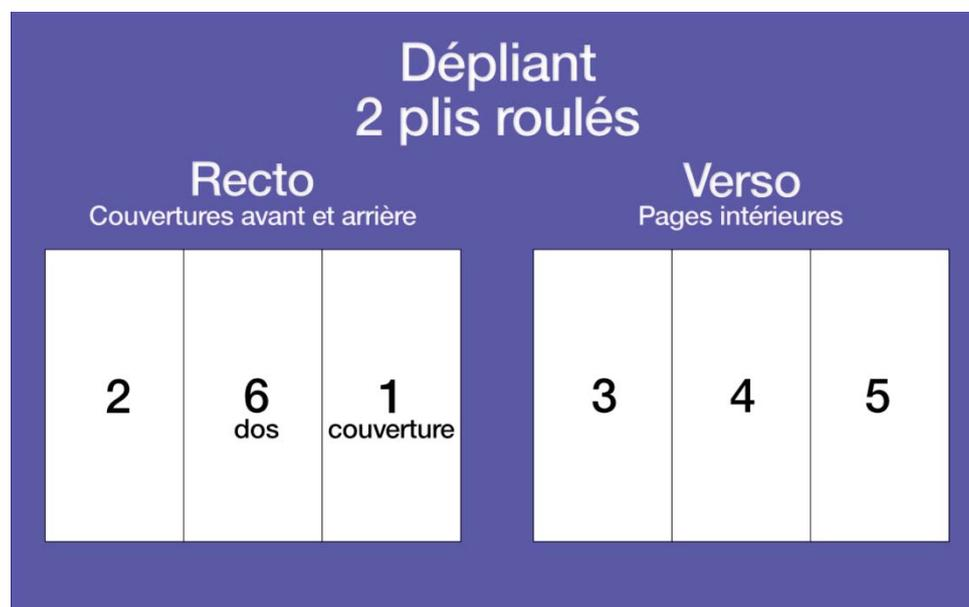 Dépliant
2 plis roulés
Recto
Couvertures avant et arrière
2
6
dos
1
couverture
Verso
Pages intérieures
3
4
5